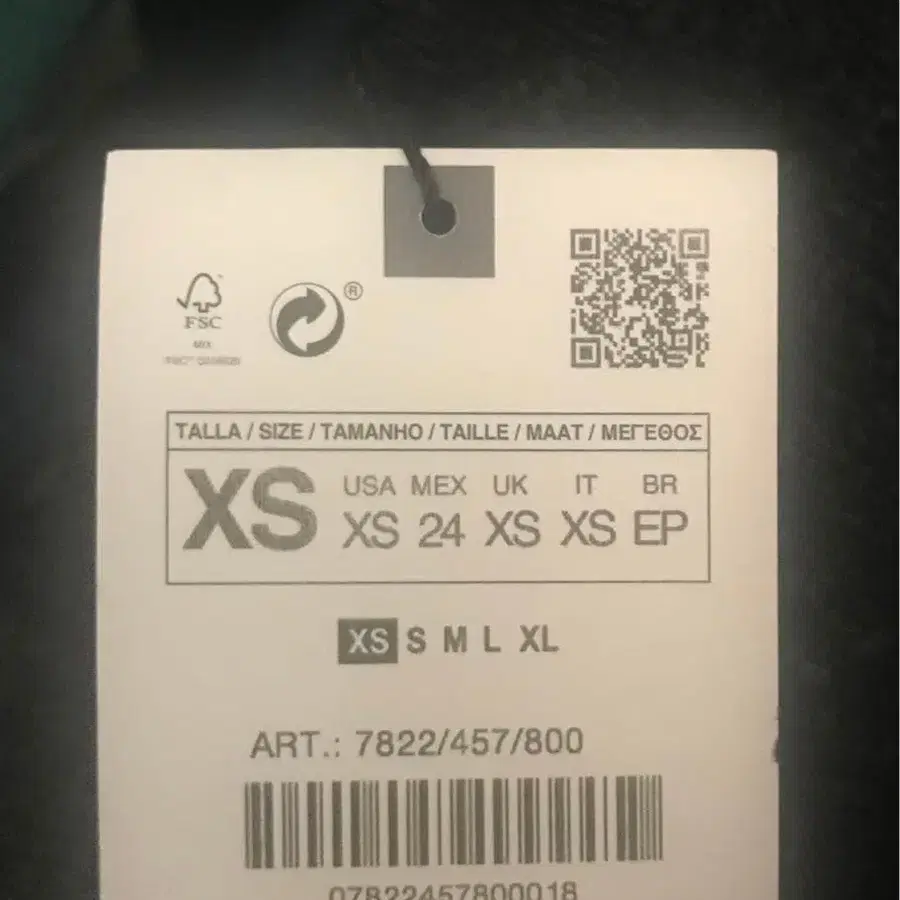 ®
FSC
MIX
TALLA / SIZE / TAMANHO / TAILLE / MAAT / ΜΕΓΕΘΟΣ
XS USA MEX UK IT BR
XS 24 XS XS EP
XS S M L XL
ART.: 7822/457/800
07822457800018